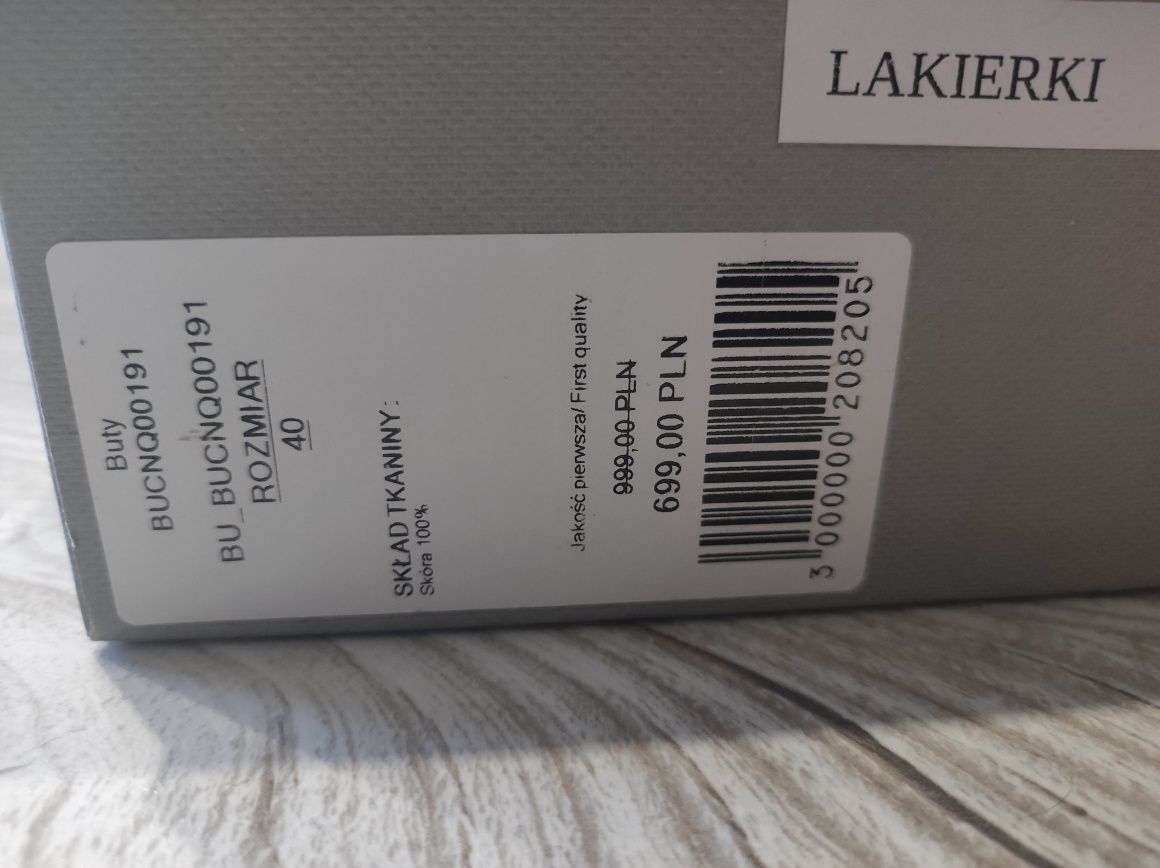 LAKIERKI
Buty
BUCNQ00191
BU_BUCNQ00191
ROZMIAR
40
SKŁAD TKANINY:
Skóra 100%
Jakość pierwsza/ First quality
999,00 PLN
699,00 PLN
3 000000 208205